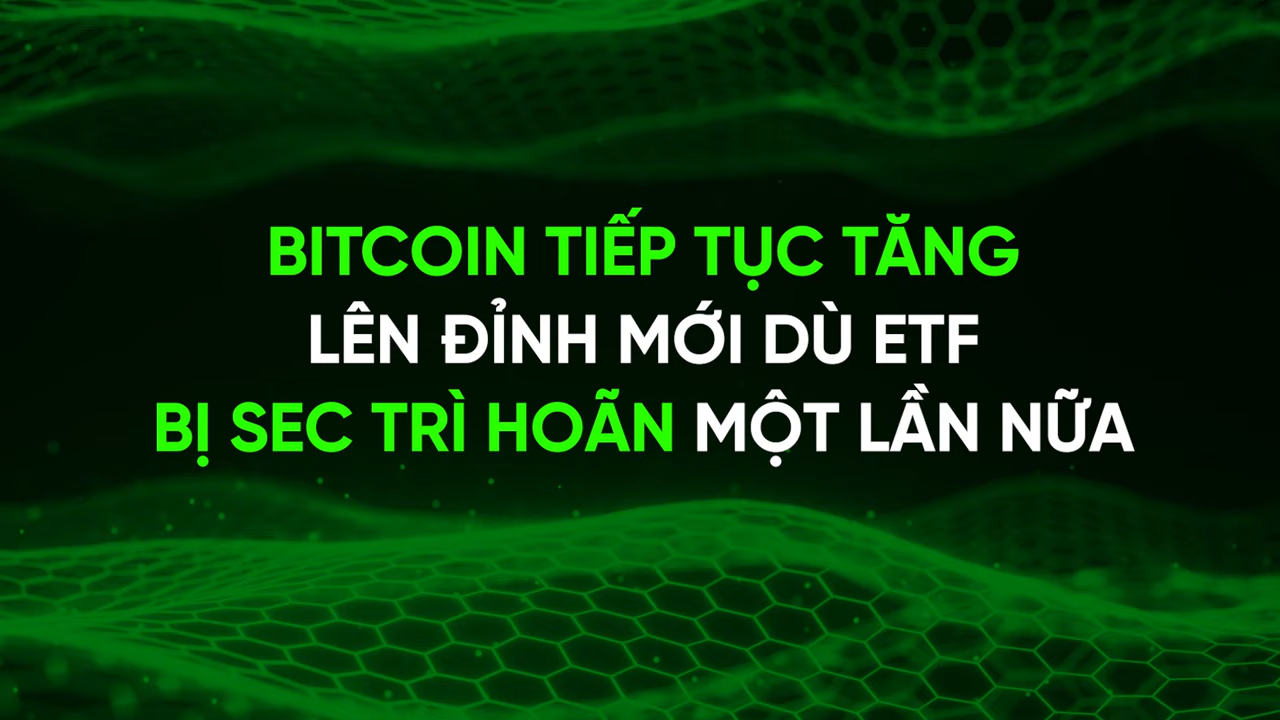 BITCOIN TIẾP TỤC TĂNG
LÊN ĐỈNH MỚI DÙ ETF
BỊ SEC TRÌ HOÃN MỘT LẦN NỮA